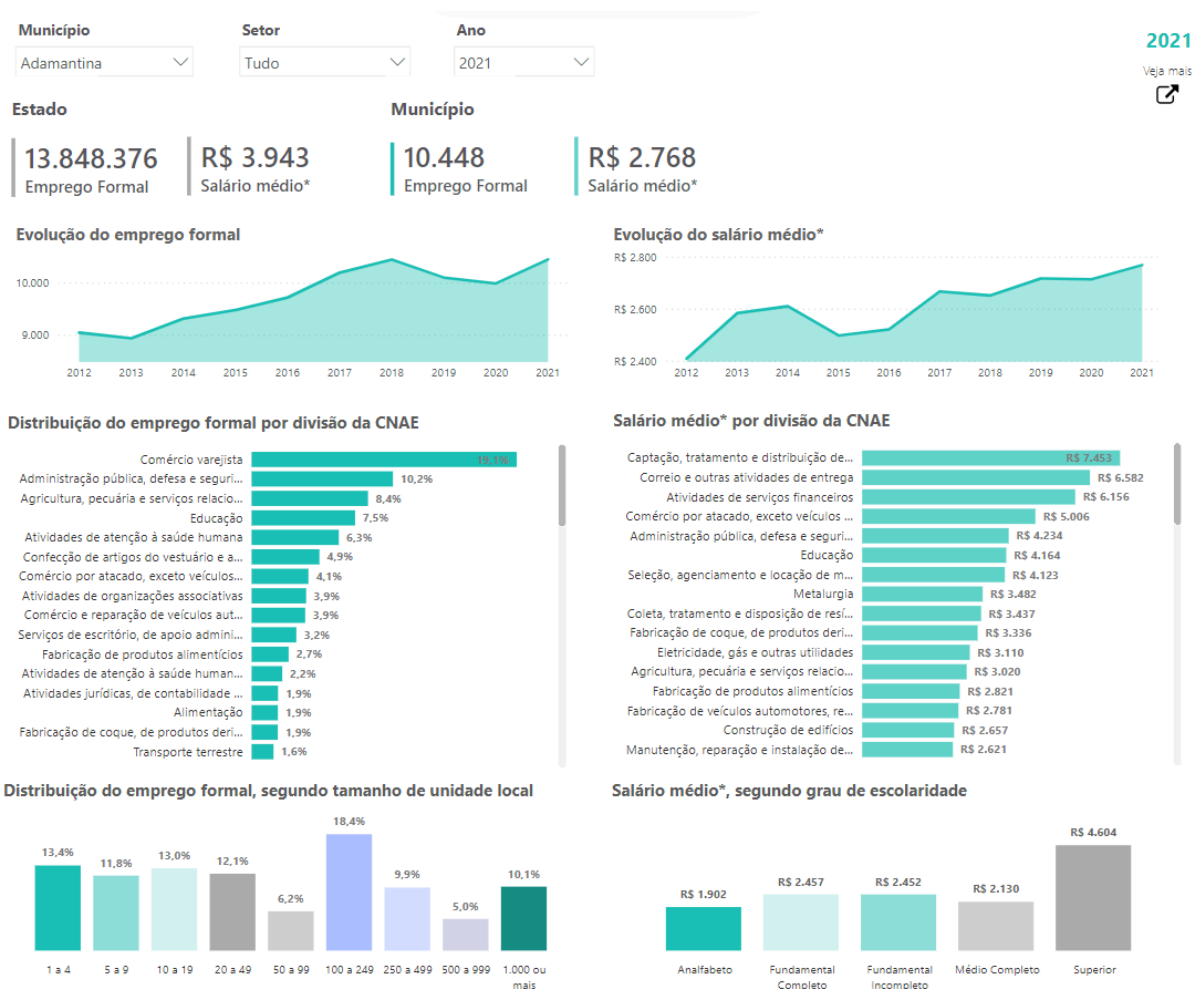 Município
Setor
Ano
Adamantina
Tudo
2021
2021
Veja mais
Estado
Município
13.848.376
Emprego Formal
R$ 3.943
Salário médio*
10.448
Emprego Formal
R$ 2.768
Salário médio*
Evolução do emprego formal
10.000
9.000
2012 2013 2014 2015 2016 2017 2018 2019 2020 2021
Evolução do salário médio*
R$ 2.800
R$ 2.600
R$ 2.400
2012 2013 2014 2015 2016 2017 2018 2019 2020 2021
Distribuição do emprego formal por divisão da CNAE
Comércio varejista 19,1%
Administração pública, defesa e seguri... 10,2%
Agricultura, pecuária e serviços relacio... 8,4%
Educação 7,5%
Atividades de atenção à saúde humana 6,3%
Confecção de artigos do vestuário e a... 4,9%
Comércio por atacado, exceto veículos... 4,1%
Atividades de organizações associativas 3,9%
Comércio e reparação de veículos aut... 3,9%
Serviços de escritório, de apoio admini... 3,2%
Fabricação de produtos alimentícios 2,7%
Atividades de atenção à saúde human... 2,2%
Atividades jurídicas, de contabilidade ... 1,9%
Alimentação 1,9%
Fabricação de coque, de produtos deri... 1,9%
Transporte terrestre 1,6%
Salário médio* por divisão da CNAE
Captação, tratamento e distribuição de... R$ 7.453
Correio e outras atividades de entrega R$ 6.582
Atividades de serviços financeiros R$ 6.156
Comércio por atacado, exceto veículos ... R$ 5.006
Administração pública, defesa e seguri... R$ 4.234
Educação R$ 4.164
Seleção, agenciamento e locação de m... R$ 4.123
Metalurgia R$ 3.482
Coleta, tratamento e disposição de resí... R$ 3.437
Fabricação de coque, de produtos deri... R$ 3.336
Eletricidade, gás e outras utilidades R$ 3.110
Agricultura, pecuária e serviços relacio... R$ 3.020
Fabricação de produtos alimentícios R$ 2.821
Fabricação de veículos automotores, re... R$ 2.781
Construção de edifícios R$ 2.657
Manutenção, reparação e instalação de... R$ 2.621
Distribuição do emprego formal, segundo tamanho de unidade local
13,4% 11,8% 13,0% 12,1% 6,2% 18,4% 9,9% 5,0% 10,1%
1 a 4 5 a 9 10 a 19 20 a 49 50 a 99 100 a 249 250 a 499 500 a 999 1.000 ou
mais
Salário médio*, segundo grau de escolaridade
R$ 1.902 R$ 2.457 R$ 2.452 R$ 2.130 R$ 4.604
Analfabeto Fundamental Fundamental Médio Completo Superior
Completo Incompleto